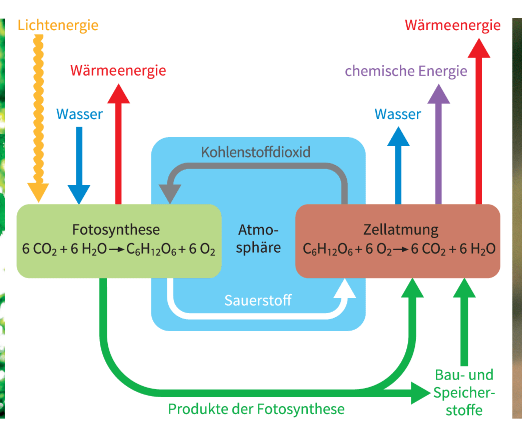 Lichtenergie
Wärmeenergie
Wärmeenergie
chemische Energie
Wasser
Wasser
Kohlenstoffdioxid
Fotosynthese
6 CO₂ + 6 H₂O → C₆H₁₂O₆ + 6 O₂
Atmo-
sphäre
Zellatmung
C₆H₁₂O₆ + 6 O₂ → 6 CO₂ + 6 H₂O
Sauerstoff
Bau- und
Speicher-
stoffe
Produkte der Fotosynthese